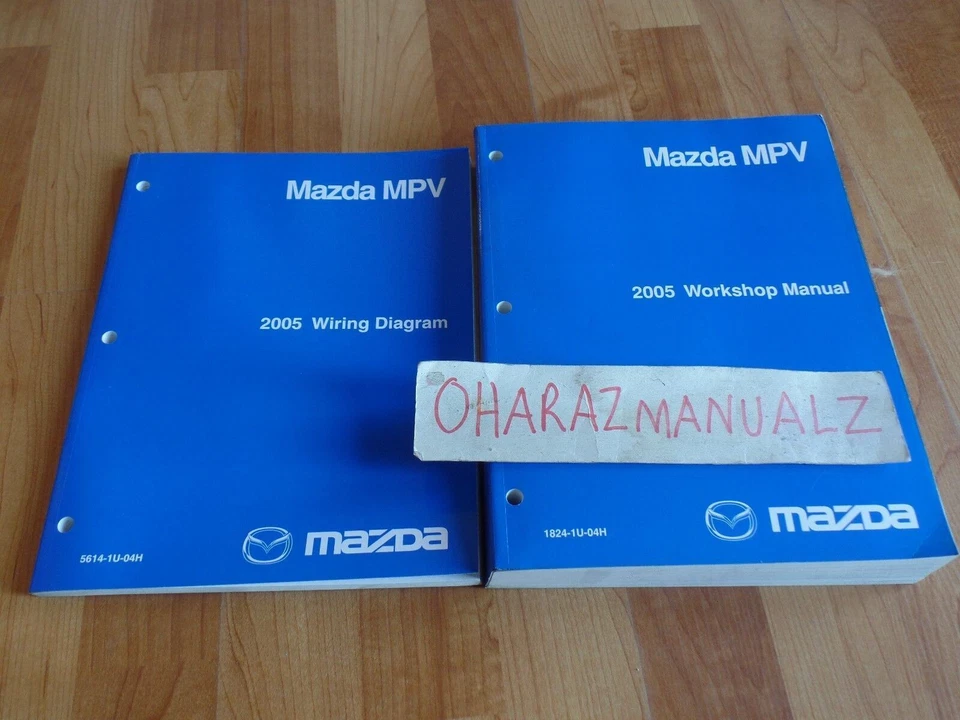 Mazda MPV
2005 Wiring Diagram
5614-1U-04H
mazda
Mazda MPV
2005 Workshop Manual
OHARAZMANUALZ
1824-1U-04H
mazda